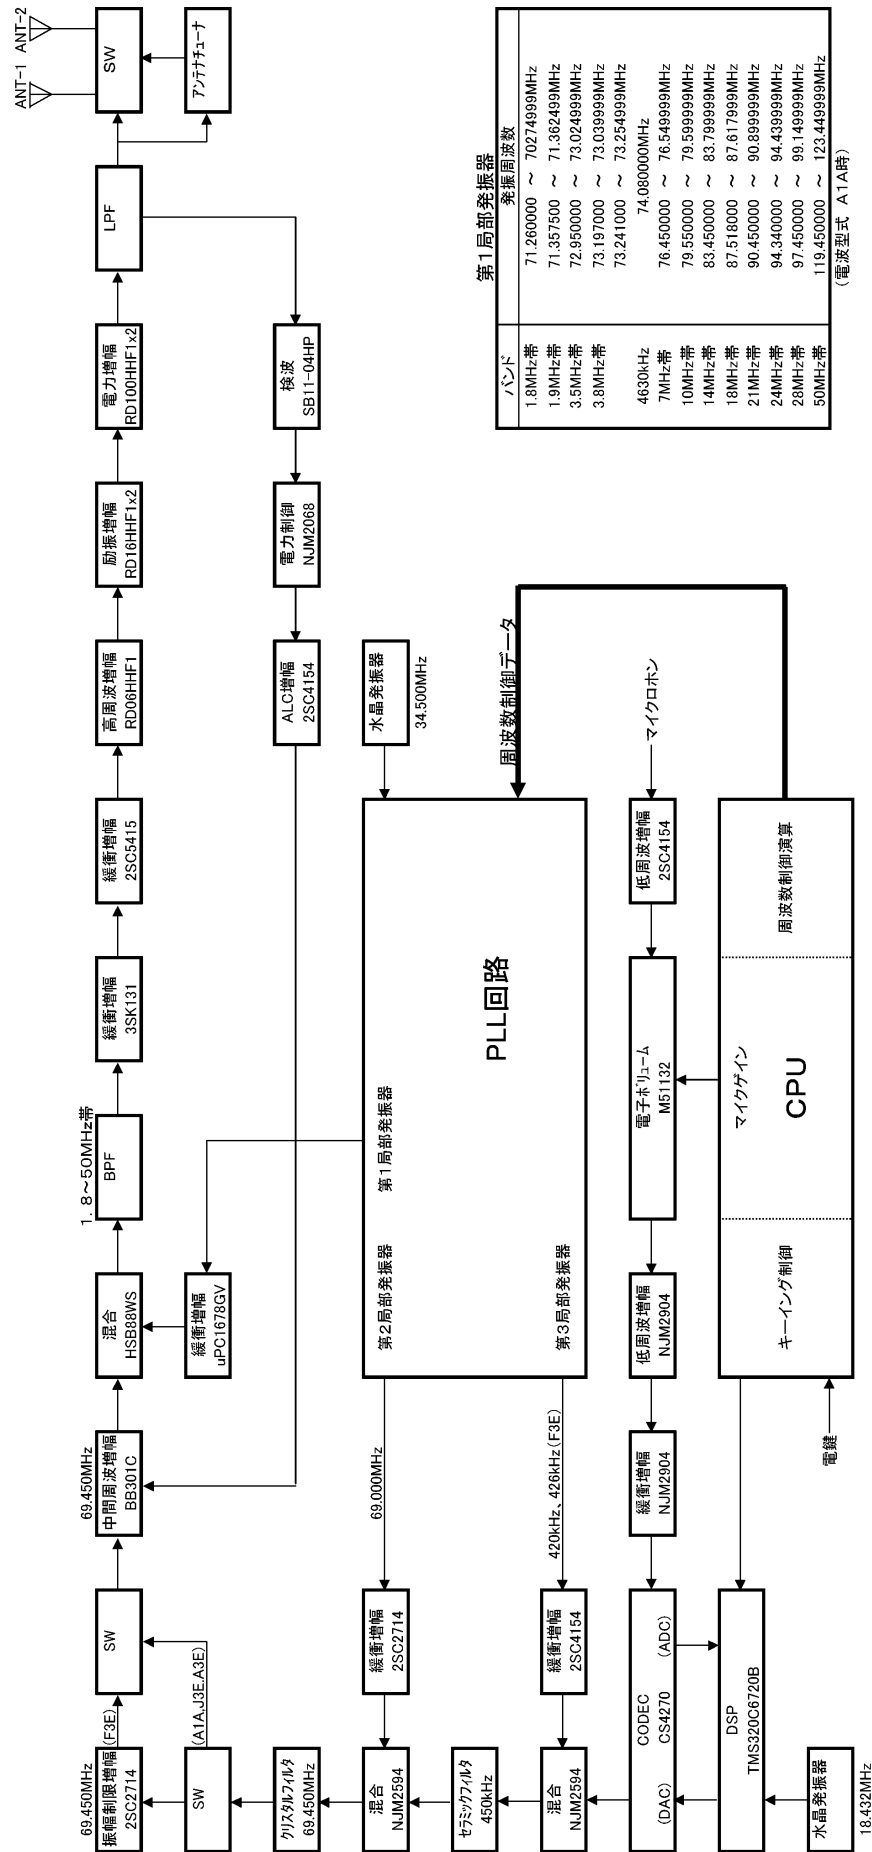 69.450MHz
振幅制限増幅
2SC2714
(F3E)
SW
69.450MHz
中間周波増幅
BB301C
混合
HSB88WS
1. 8～50MHz帯
BPF
緩衝増幅
3SK131
緩衝増幅
2SC5415
高周波増幅
RD06HHF1
励振増幅
RD16HHF1x2
電力増幅
RD100HHF1x2
LPF
SW
ANT-1
ANT-2
アンテナチューナ
SW
(A1A,J3E.A3E)
緩衝増幅
uPC1678GV
クリスタルフィルタ
69.450MHz
ALC増幅
2SC4154
電力制御
NJM2068
検波
SB11-04HP
混合
NJM2594
緩衝増幅
2SC2714
69.000MHz
第2局部発振器
第1局部発振器
水晶発振器
34.500MHz
セラミックフィルタ
450kHz
PLL回路
周波数制御データ
混合
NJM2594
緩衝増幅
2SC4154
420kHz、426kHz(F3E)
第3局部発振器
CODEC
CS4270
(DAC)
(ADC)
緩衝増幅
NJM2904
低周波増幅
NJM2904
電子ボリューム
M51132
低周波増幅
2SC4154
マイクロホン
DSP
TMS320C6720B
キーイング制御
マイクゲイン
CPU
周波数制御演算
水晶発振器
18.432MHz
電鍵
第1局部発振器
バンド 発振周波数
1.8MHz帯 71.260000 ～ 70274999MHz
1.9MHz帯 71.357500 ～ 71.362499MHz
3.5MHz帯 72.950000 ～ 73.024999MHz
3.8MHz帯 73.197000 ～ 73.039999MHz
73.241000 ～ 73.254999MHz
4630kHz 74.080000MHz
7MHz帯 76.450000 ～ 76.549999MHz
10MHz帯 79.550000 ～ 79.599999MHz
14MHz帯 83.450000 ～ 83.799999MHz
18MHz帯 87.518000 ～ 87.617999MHz
21MHz帯 90.450000 ～ 90.899999MHz
24MHz帯 94.340000 ～ 94.439999MHz
28MHz帯 97.450000 ～ 99.149999MHz
50MHz帯 119.450000 ～ 123.449999MHz
(電波型式 A1A時)